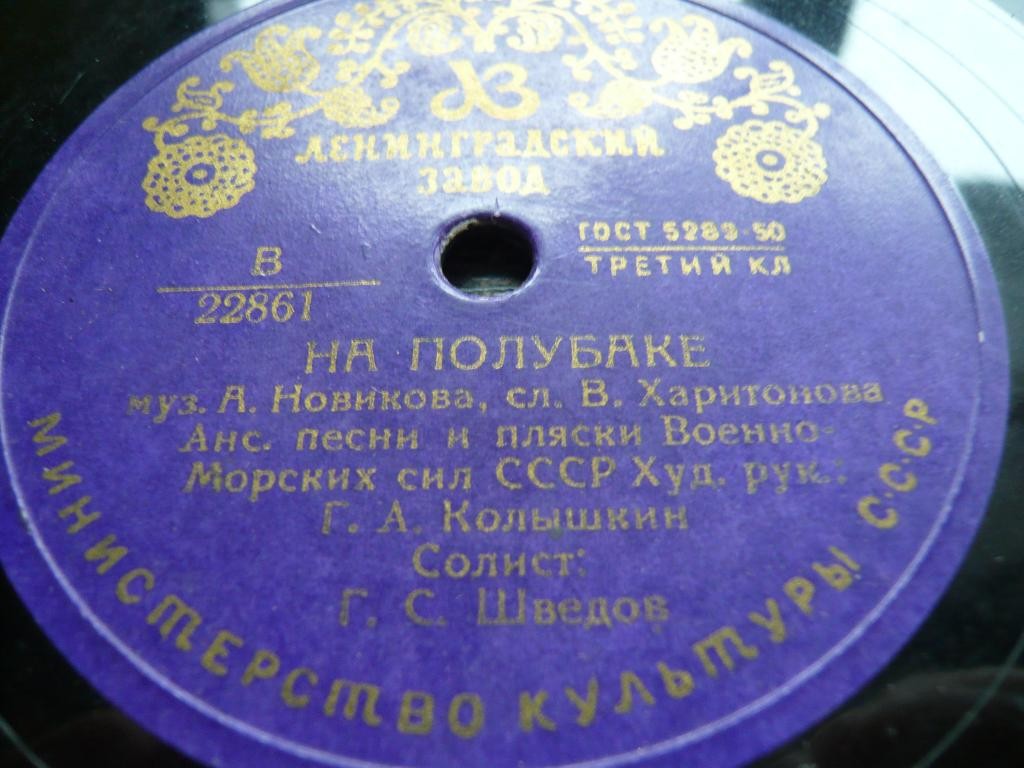 ЛЗ
ЛЕНИНГРАДСКИЙ
ЗАВОД
ГОСТ 5289-50
ТРЕТИЙ КЛ
В
22861
НА ПОЛУБАКЕ
муз. А. Новикова, сл. В. Харитонова
Анс. песни и пляски Военно-
Морских сил СССР Худ. рук.:
Г. А. Колышкин
Солист:
Г. С. Шведов
МИНИСТЕРСТВО КУЛЬТУРЫ С·С·С·Р